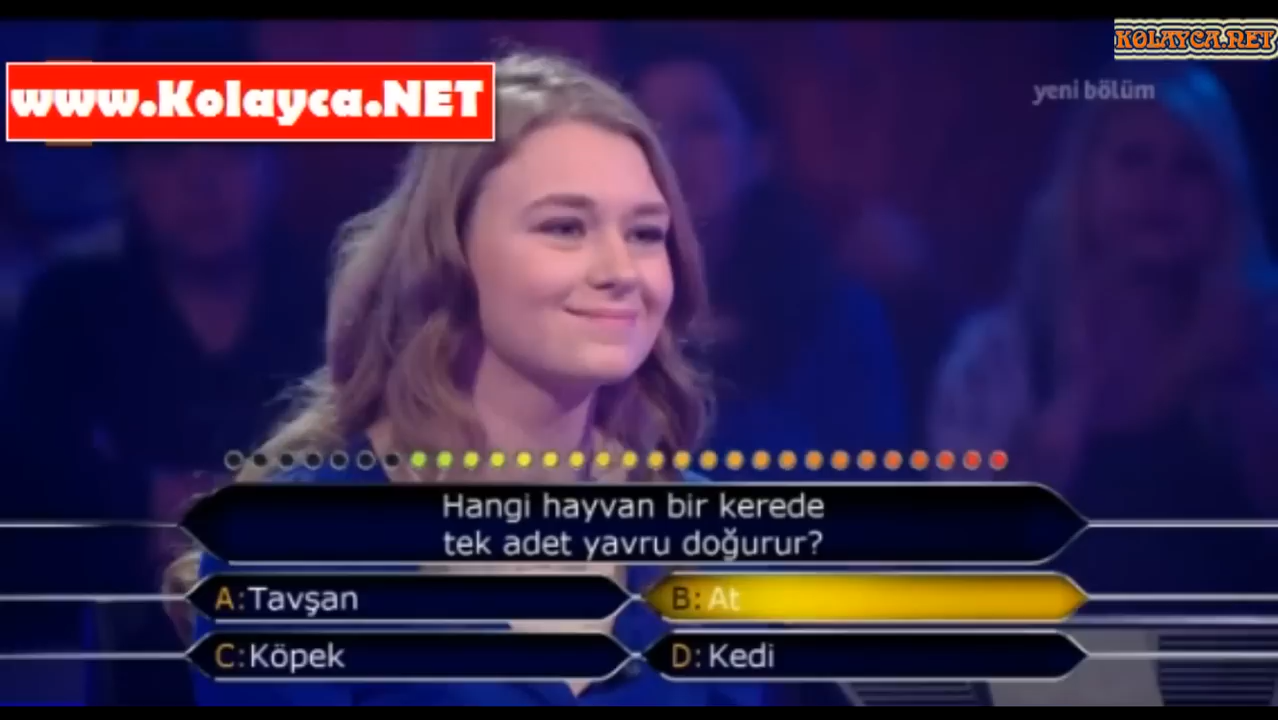 KOLAYCA.NET
www.Kolayca.NET
yeni bölüm
Hangi hayvan bir kerede
tek adet yavru doğurur?
A: Tavşan
B: At
C: Köpek
D: Kedi